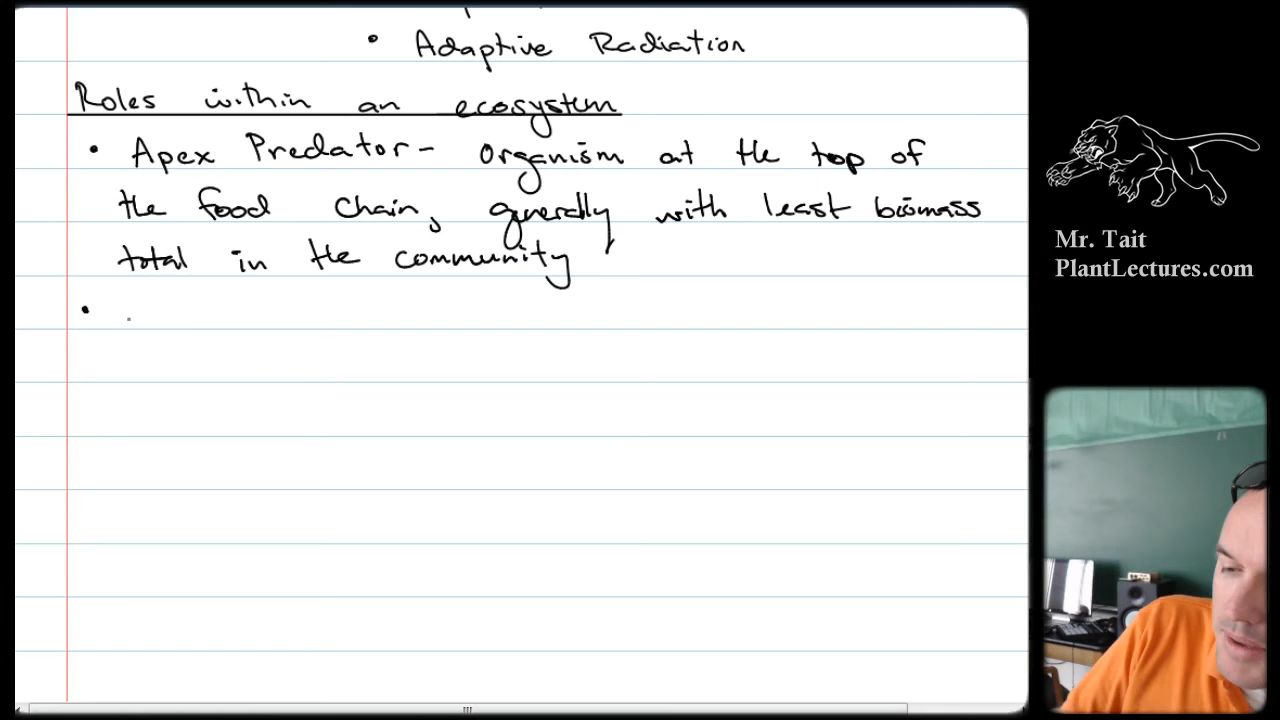 • Adaptive Radiation
Roles within an ecosystem
• Apex Predator - Organism at the top of
the food chain, generally with least biomass
total in the community
•
Mr. Tait
PlantLectures.com